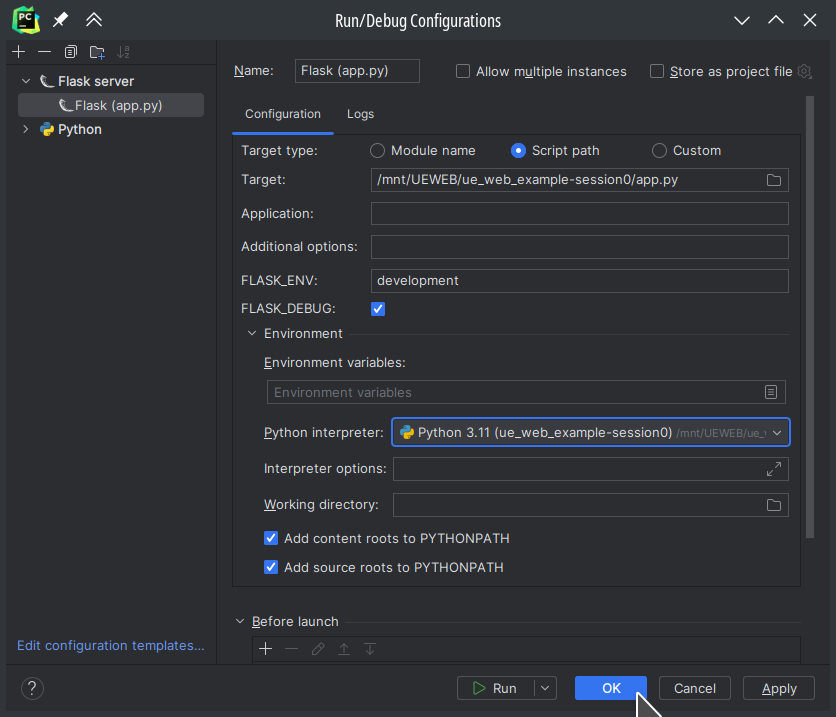 PC
Run/Debug Configurations
Name: Flask (app.py) Allow multiple instances Store as project file
Flask server
Flask (app.py)
Python
Configuration Logs
Target type: Module name Script path Custom
Target: /mnt/UEWEB/ue_web_example-session0/app.py
Application:
Additional options:
FLASK_ENV: development
FLASK_DEBUG:
Environment
Environment variables:
Environment variables
Python interpreter: Python 3.11 (ue_web_example-session0) /mnt/UEWEB/ue_
Interpreter options:
Working directory:
Add content roots to PYTHONPATH
Add source roots to PYTHONPATH
Before launch
Edit configuration templates...
? Run OK Cancel Apply